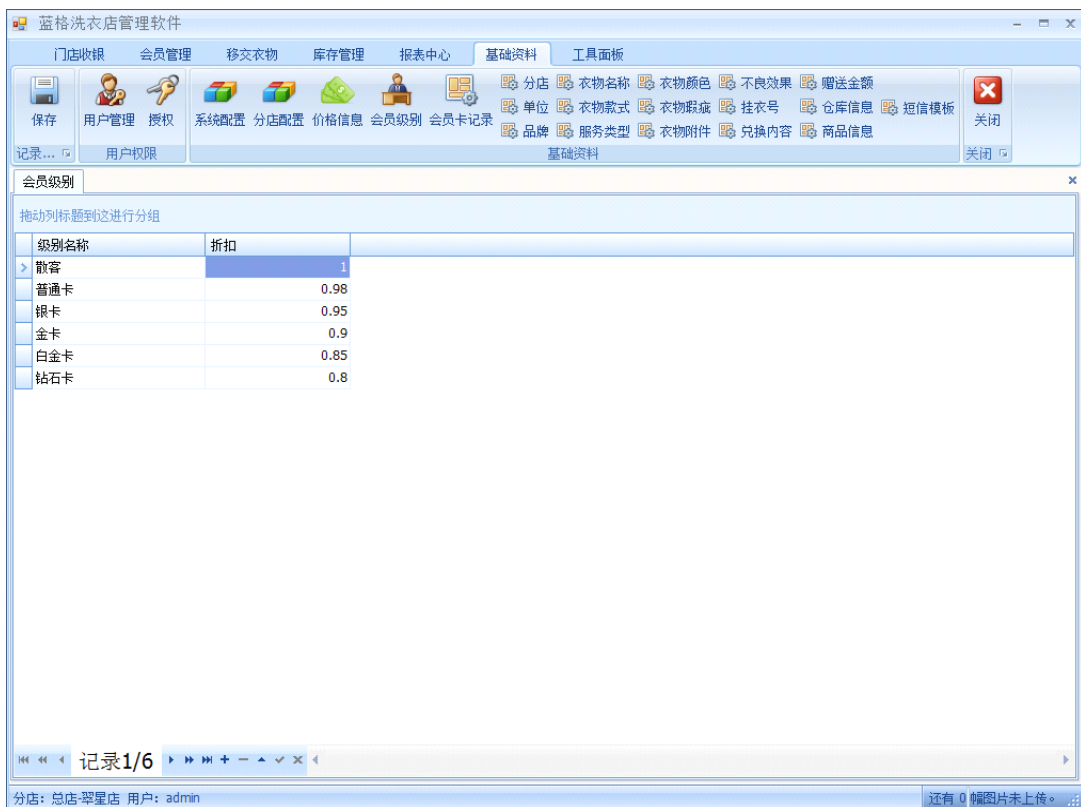 蓝格洗衣店管理软件
门店收银 会员管理 移交衣物 库存管理 报表中心 基础资料 工具面板
分店 衣物名称 衣物颜色 不良效果 赠送金额
单位 衣物款式 衣物瑕疵 挂衣号 仓库信息 短信模板
保存 用户管理 授权 系统配置 分店配置 价格信息 会员级别 会员卡记录 关闭
品牌 服务类型 衣物附件 兑换内容 商品信息
记录... 用户权限 基础资料 关闭
会员级别
拖动列标题到这进行分组
级别名称 折扣
散客 1
普通卡 0.98
银卡 0.95
金卡 0.9
白金卡 0.85
钻石卡 0.8
记录1/6
分店：总店-翠星店 用户：admin 还有 0 幅图片未上传。